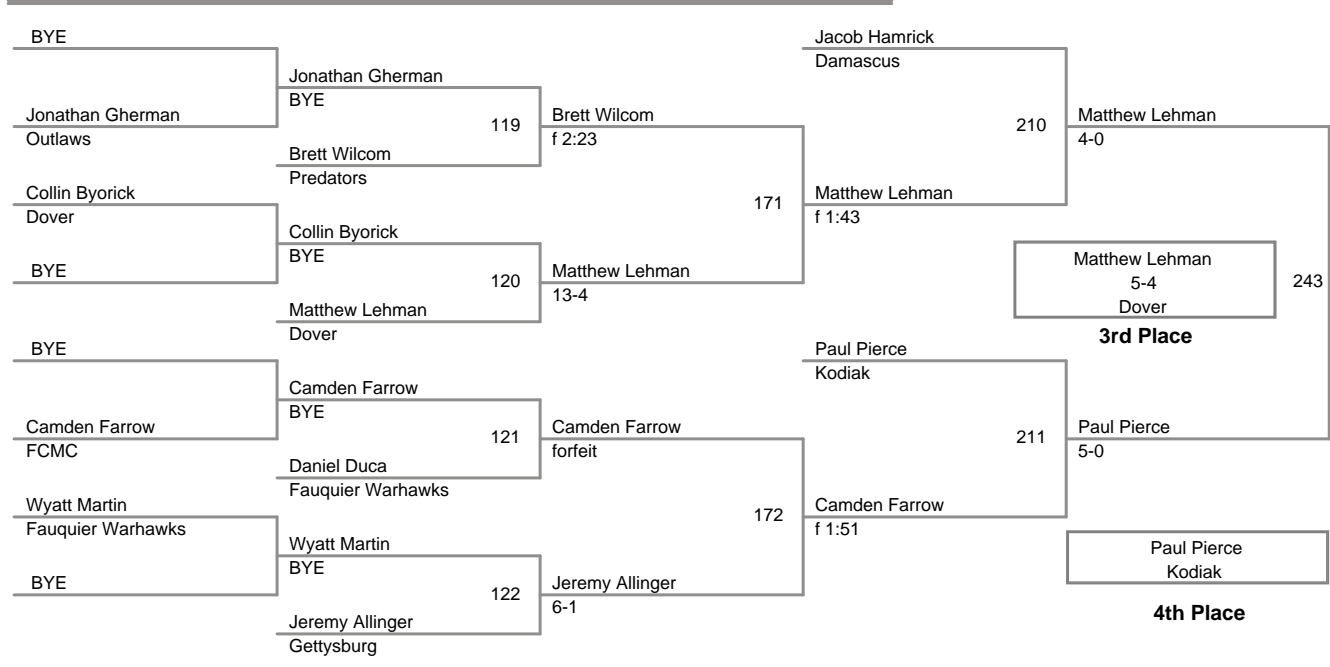 BYE
Jonathan Gherman
Outlaws
Collin Byorick
Dover
BYE
BYE
Camden Farrow
FCMC
Wyatt Martin
Fauquier Warhawks
BYE
Jonathan Gherman
BYE
119
Brett Wilcom
Predators
Collin Byorick
BYE
120
Matthew Lehman
Dover
Camden Farrow
BYE
121
Daniel Duca
Fauquier Warhawks
Wyatt Martin
BYE
122
Jeremy Allinger
Gettysburg
Brett Wilcom
f 2:23
171
Matthew Lehman
13-4
Camden Farrow
forfeit
172
Jeremy Allinger
6-1
Jacob Hamrick
Damascus
210
Matthew Lehman
f 1:43
Paul Pierce
Kodiak
211
Camden Farrow
f 1:51
Matthew Lehman
4-0
Matthew Lehman
5-4
Dover
243
3rd Place
Paul Pierce
5-0
Paul Pierce
Kodiak
4th Place